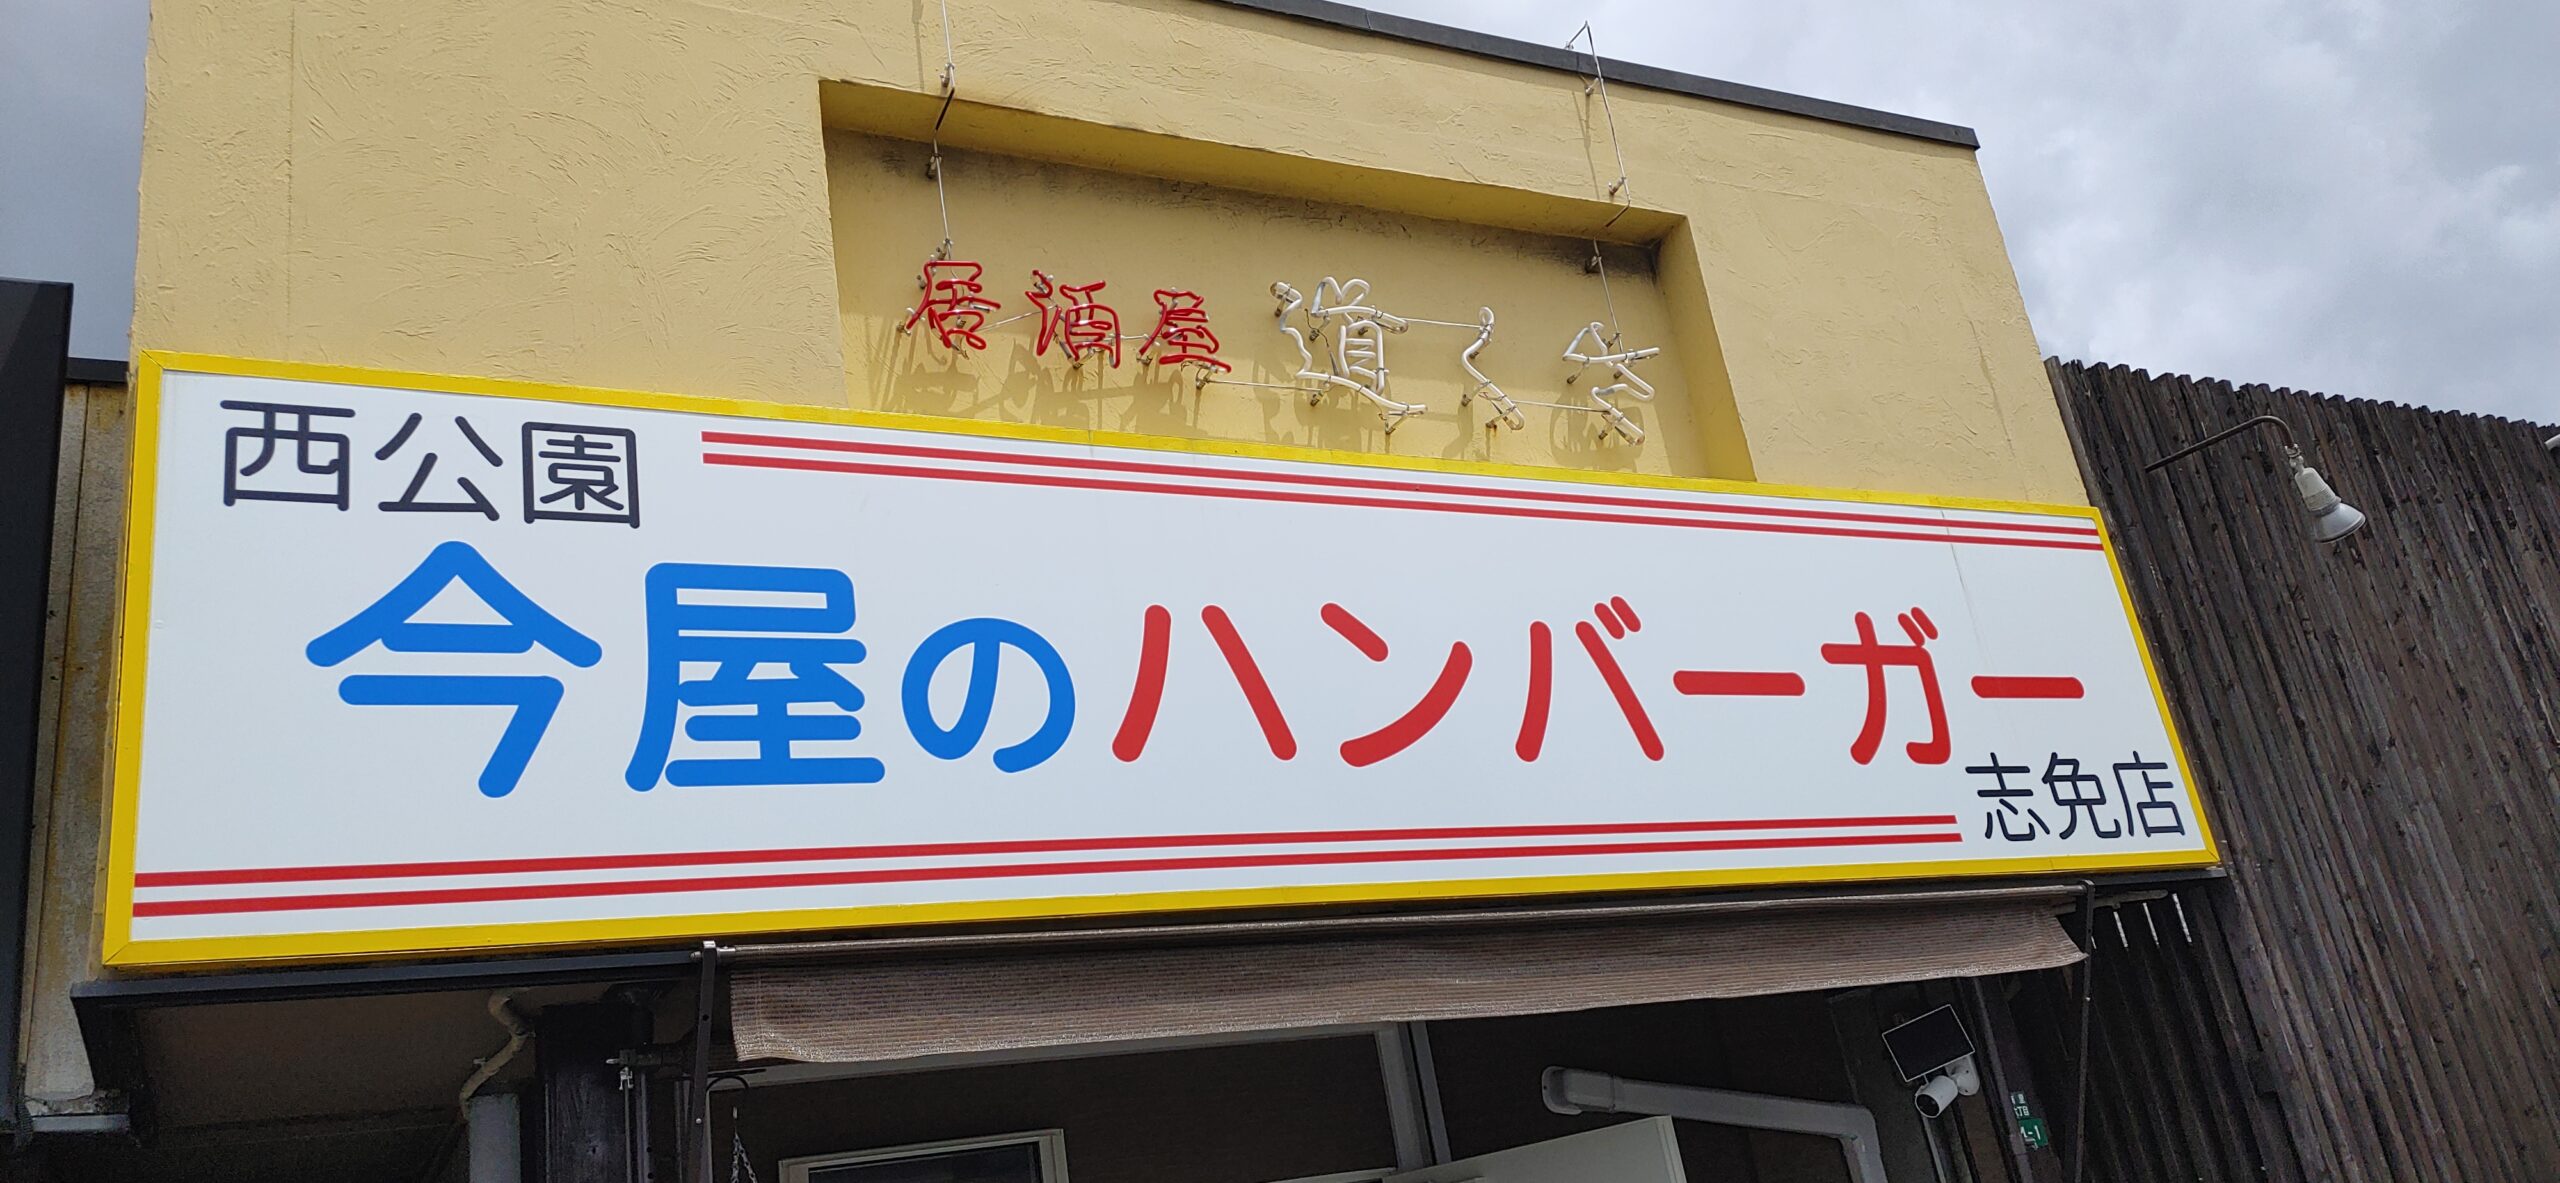 居酒屋 道くさ
西公園
今屋のハンバーガー
志免店